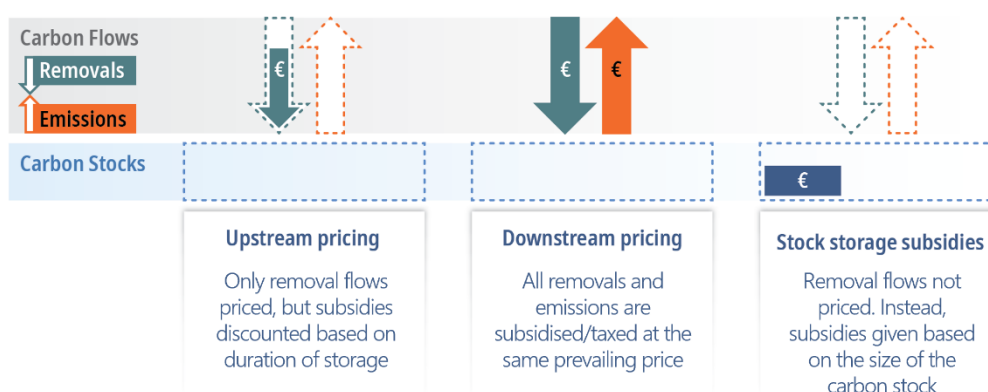 Carbon Flows
Removals
Emissions
€
€
€
Carbon Stocks
€
Upstream pricing
Only removal flows
priced, but subsidies
discounted based on
duration of storage
Downstream pricing
All removals and
emissions are
subsidised/taxed at the
same prevailing price
Stock storage subsidies
Removal flows not
priced. Instead,
subsidies given based
on the size of the
carbon stock